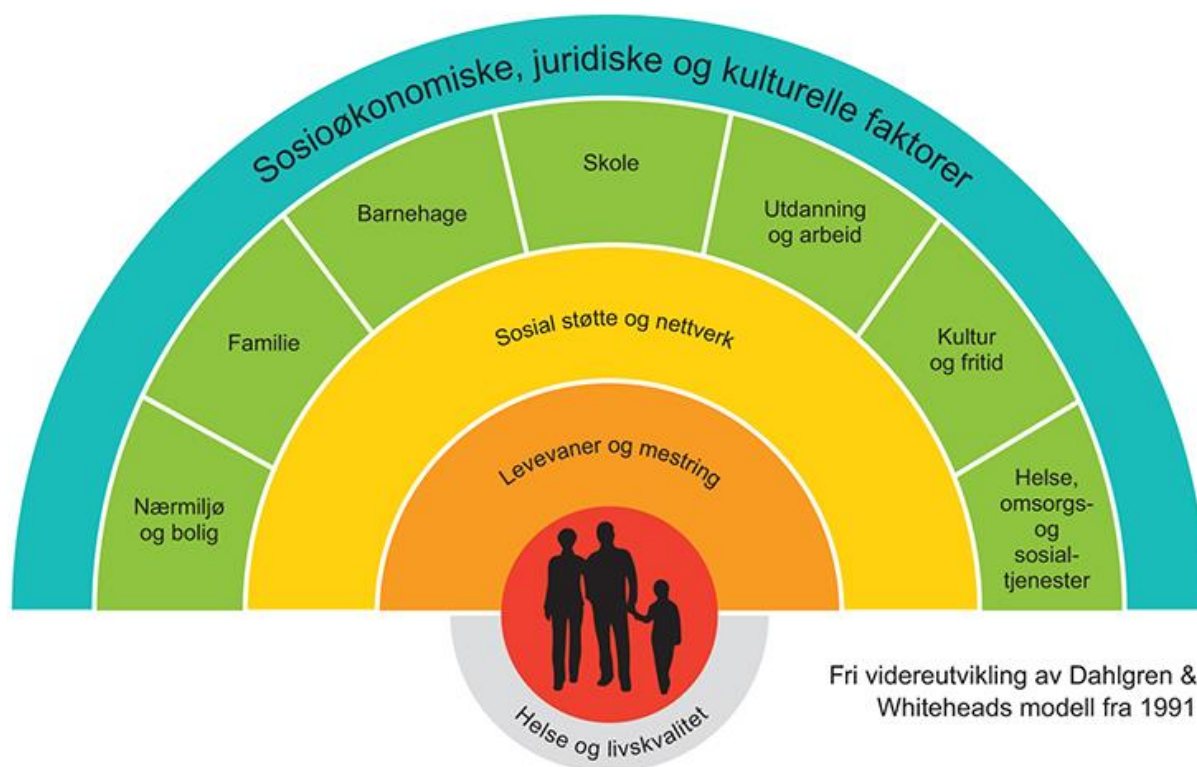 Sosioøkonomiske, juridiske og kulturelle faktorer
Nærmiljø
og bolig
Familie
Barnehage
Skole
Utdanning
og arbeid
Kultur
og fritid
Helse,
omsorgs-
og
sosial-
tjenester
Sosial støtte og nettverk
Levevaner og mestring
Helse og livskvalitet
Fri videreutvikling av Dahlgren &
Whiteheads modell fra 1991